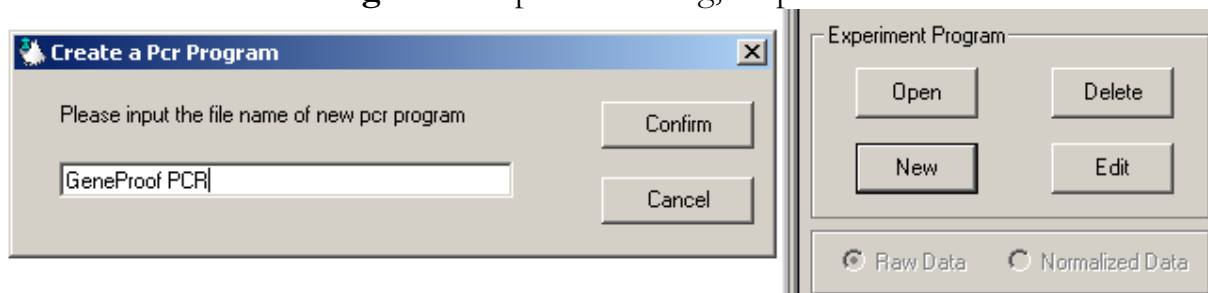 Create a Pcr Program
Please input the file name of new pcr program
GeneProof PCR
Confirm
Cancel
Experiment Program
Open
Delete
New
Edit
Raw Data
Normalized Data